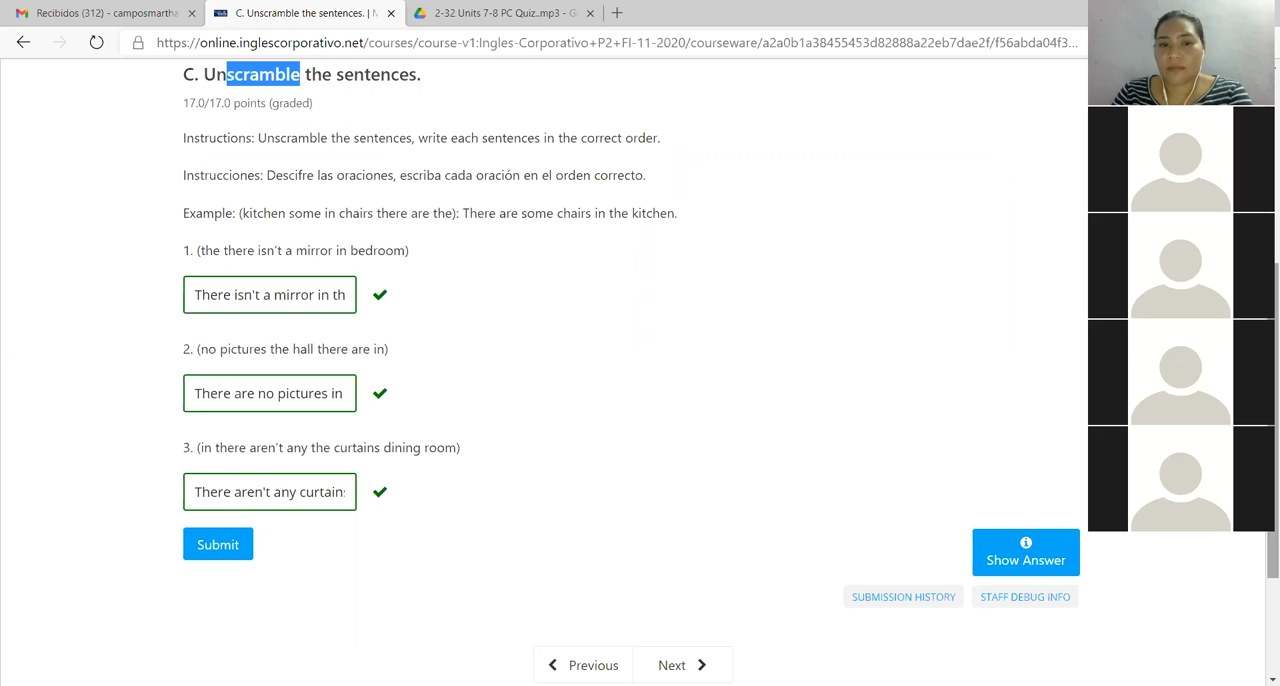 Recibidos (312) - camposmartha
C. Unscramble the sentences. | M
2-32 Units 7-8 PC Quiz..mp3 - G
https://online.inglescorporativo.net/courses/course-v1:Ingles-Corporativo+P2+FI-11-2020/courseware/a2a0b1a38455453d82888a22eb7dae2f/f56abda04f3...
C. Unscramble the sentences.
17.0/17.0 points (graded)
Instructions: Unscramble the sentences, write each sentences in the correct order.
Instrucciones: Descifre las oraciones, escriba cada oración en el orden correcto.
Example: (kitchen some in chairs there are the): There are some chairs in the kitchen.
1. (the there isn't a mirror in bedroom)
There isn't a mirror in th
2. (no pictures the hall there are in)
There are no pictures in
3. (in there aren't any the curtains dining room)
There aren't any curtain
Submit
Show Answer
SUBMISSION HISTORY
STAFF DEBUG INFO
Previous
Next